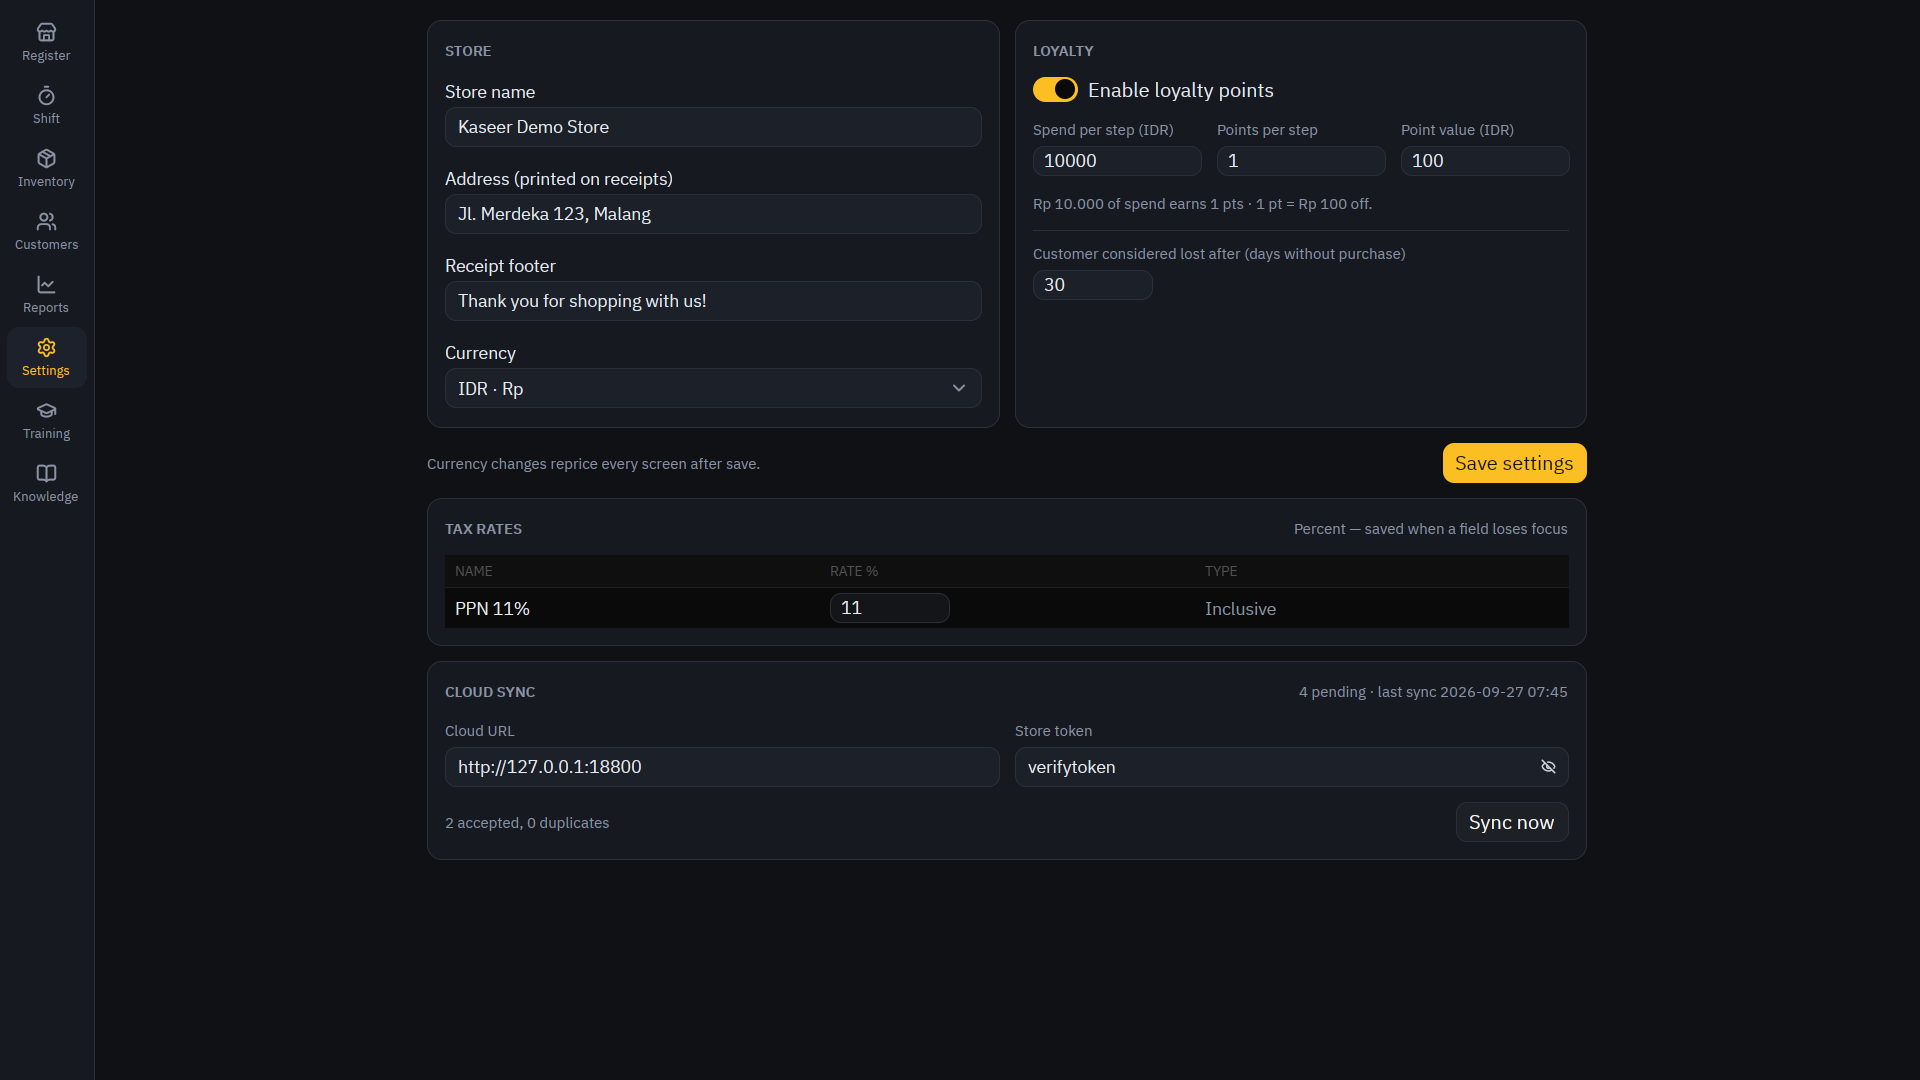 Register
Shift
Inventory
Customers
Reports
Settings
Training
Knowledge
STORE
Store name
Kaseer Demo Store
Address (printed on receipts)
Jl. Merdeka 123, Malang
Receipt footer
Thank you for shopping with us!
Currency
IDR · Rp
LOYALTY
Enable loyalty points
Spend per step (IDR) Points per step Point value (IDR)
10000 1 100
Rp 10.000 of spend earns 1 pts · 1 pt = Rp 100 off.
Customer considered lost after (days without purchase)
30
Currency changes reprice every screen after save.
Save settings
TAX RATES Percent — saved when a field loses focus
NAME RATE % TYPE
PPN 11% 11 Inclusive
CLOUD SYNC 4 pending · last sync 2026-09-27 07:45
Cloud URL Store token
http://127.0.0.1:18800 verifytoken
2 accepted, 0 duplicates Sync now